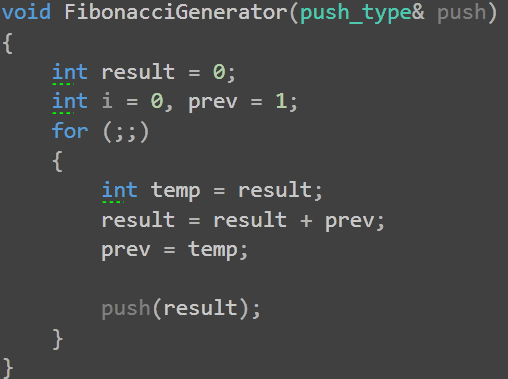 void FibonacciGenerator(push_type& push)
{
    int result = 0;
    int i = 0, prev = 1;
    for (;;)
    {
        int temp = result;
        result = result + prev;
        prev = temp;

        push(result);
    }
}